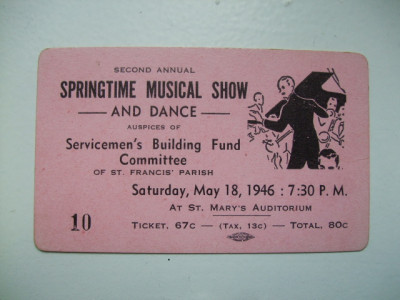 SECOND ANNUAL
SPRINGTIME MUSICAL SHOW
— AND DANCE —
AUSPICES OF
Servicemen's Building Fund
Committee
OF ST. FRANCIS' PARISH
Saturday, May 18, 1946 : 7:30 P. M.
AT ST. MARY'S AUDITORIUM
10
TICKET, 67c — (TAX, 13c) — TOTAL, 80c